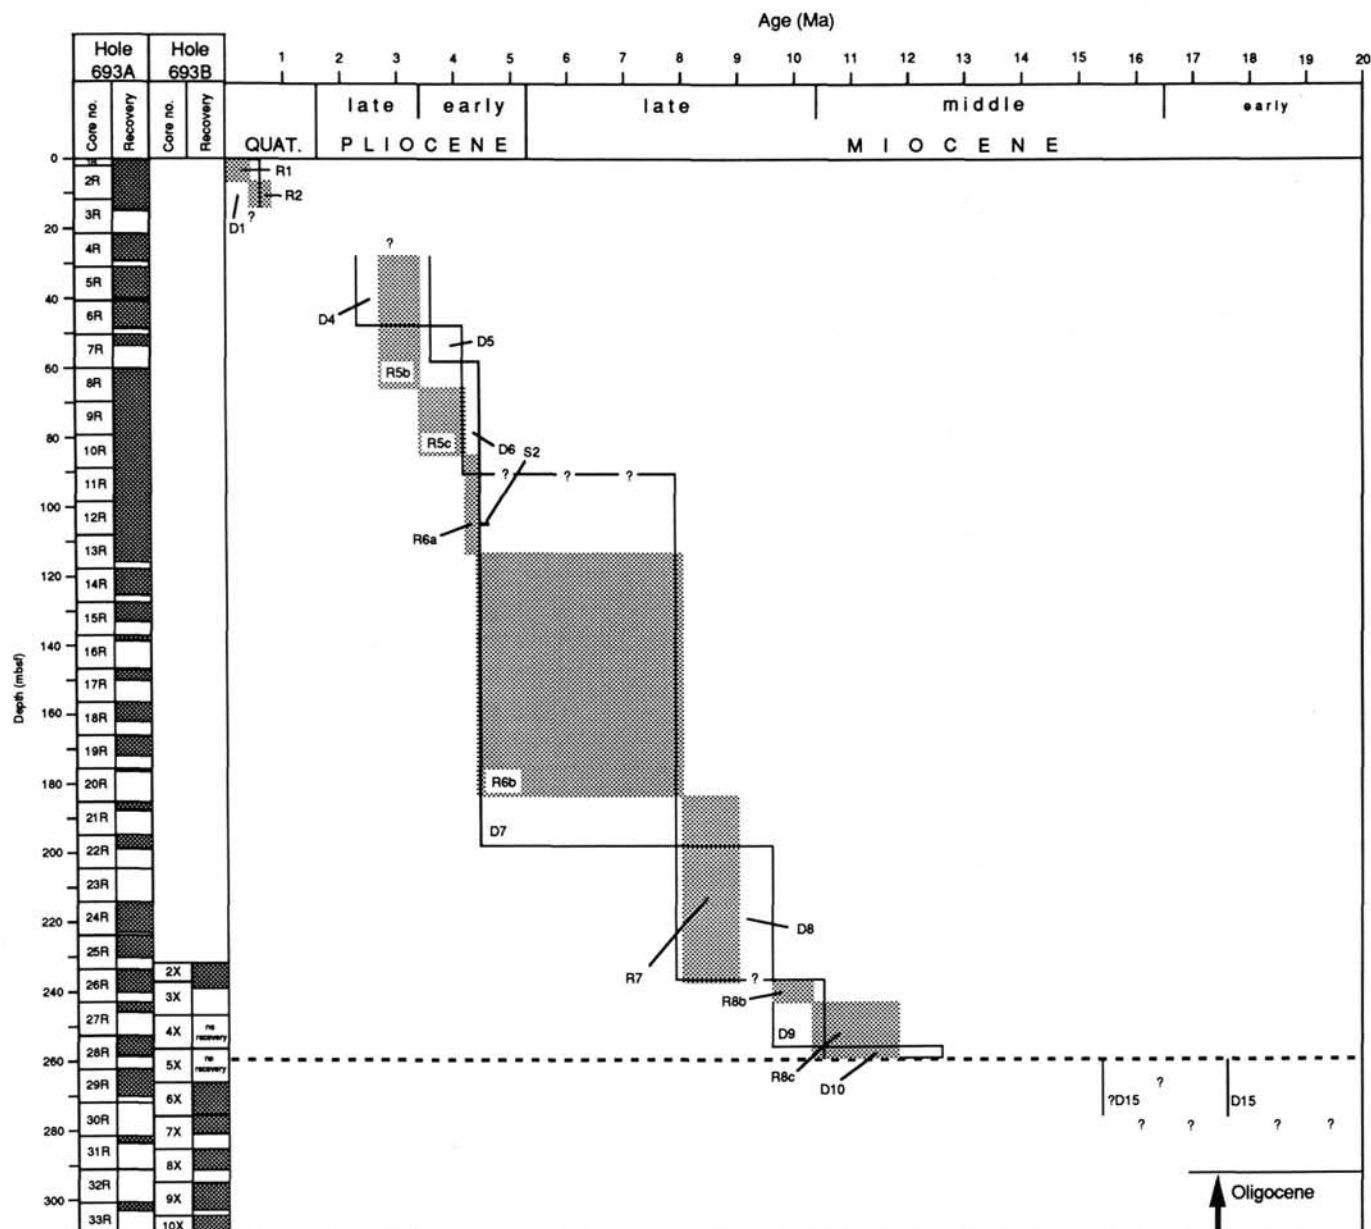 Age (Ma)
Hole 693A
Hole 693B
1 2 3 4 5 6 7 8 9 10 11 12 13 14 15 16 17 18 19 20
Core no.
Recovery
Core no.
Recovery
late early late middle early
QUAT. PLIOCENE MIOCENE
Depth (mbsf)
0
20
40
60
80
100
120
140
160
180
200
220
240
260
280
300
1R
2R
3R
4R
5R
6R
7R
8R
9R
10R
11R
12R
13R
14R
15R
16R
17R
18R
19R
20R
21R
22R
23R
24R
25R
26R
27R
28R
29R
30R
31R
32R
33R
2X
3X
4X
no recovery
5X
no recovery
6X
7X
8X
9X
10X
R1
R2
D1
?
?
D4
D5
R5b
R5c
D6
S2
? ? ?
R6a
R6b
D7
D8
R7
?
R8b
D9
R8c
D10
?
?D15
D15
? ? ? ?
Oligocene